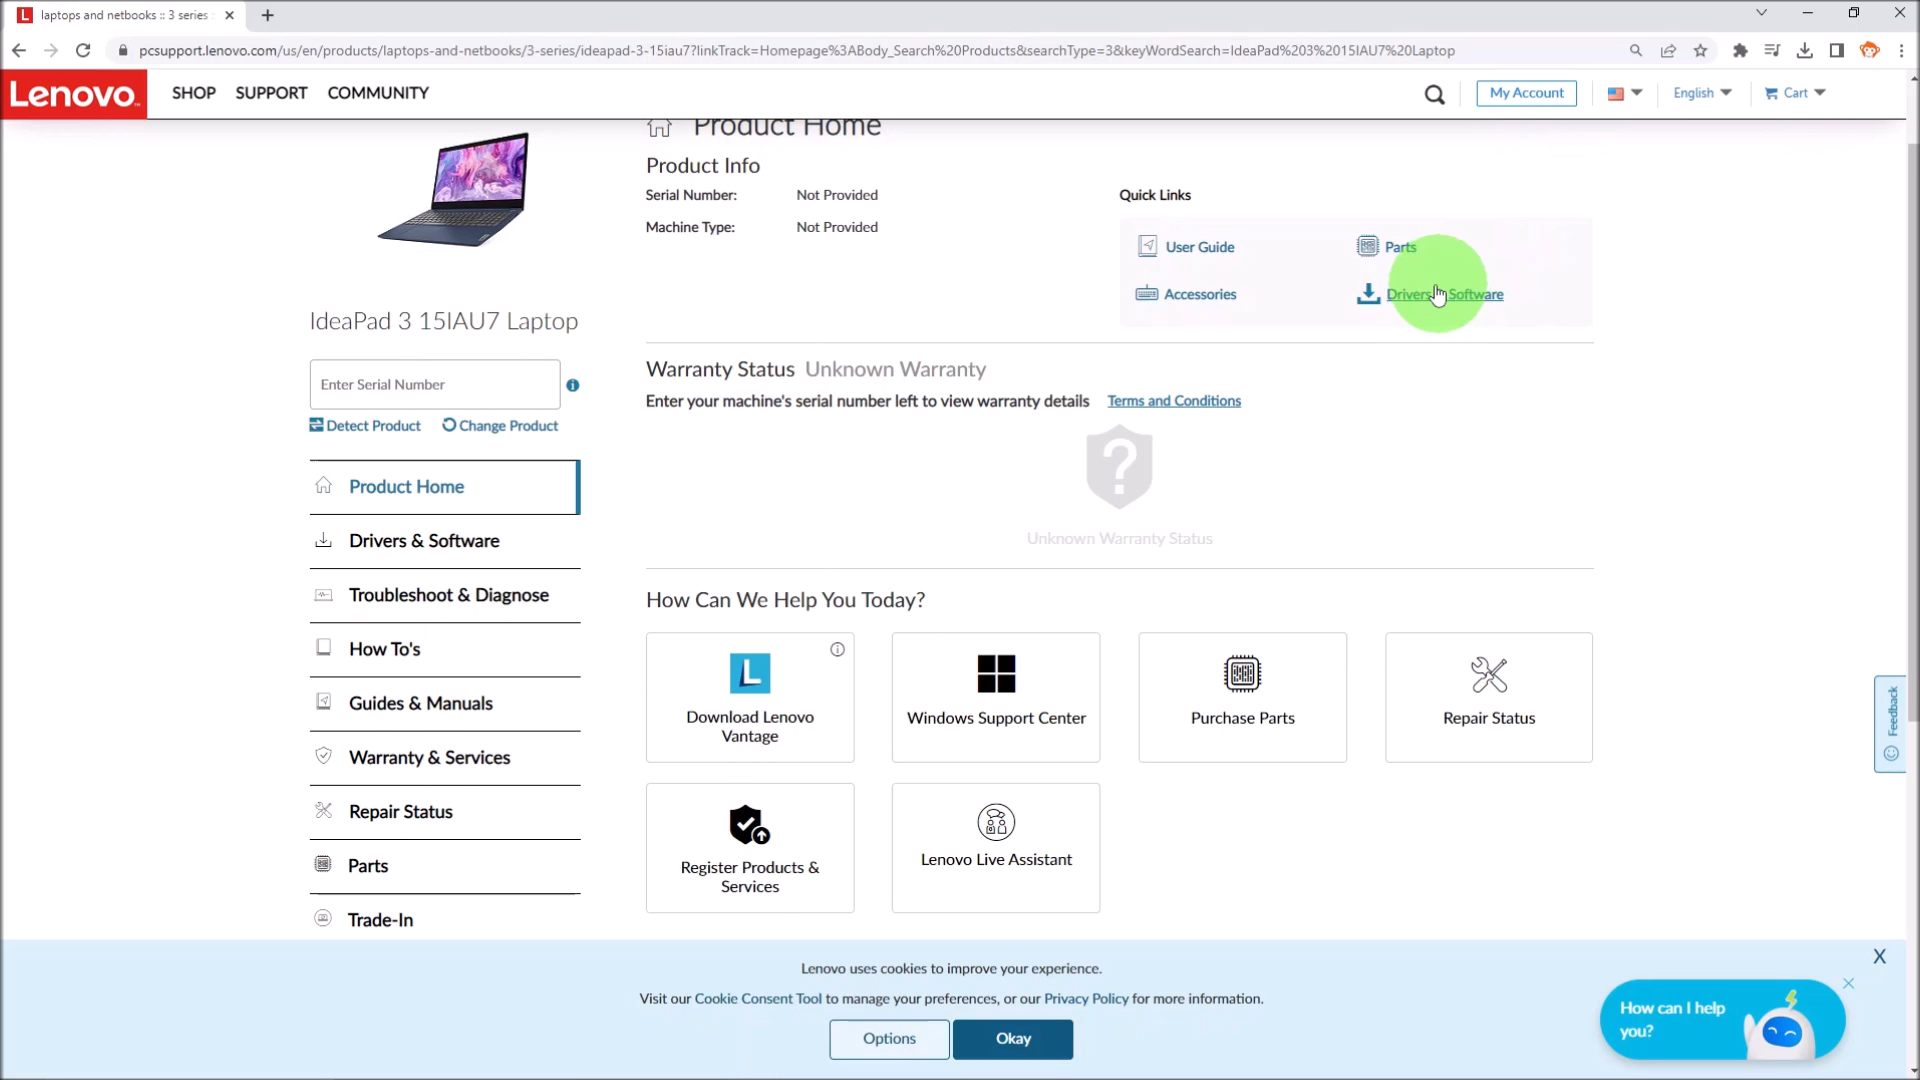 laptops and netbooks :: 3 series
pcsupport.lenovo.com/us/en/products/laptops-and-netbooks/3-series/ideapad-3-15iau7?linkTrack=Homepage%3ABody_Search%20Products&searchType=3&keyWordSearch=IdeaPad%203%2015IAU7%20Laptop
Lenovo
SHOP SUPPORT COMMUNITY
My Account
English
Cart
Product Home
Product Info
Serial Number: Not Provided
Machine Type: Not Provided
Quick Links
User Guide
Parts
Accessories
Drivers Software
IdeaPad 3 15IAU7 Laptop
Enter Serial Number
Detect Product
Change Product
Product Home
Drivers & Software
Troubleshoot & Diagnose
How To's
Guides & Manuals
Warranty & Services
Repair Status
Parts
Trade-In
Warranty Status Unknown Warranty
Enter your machine's serial number left to view warranty details Terms and Conditions
Unknown Warranty Status
How Can We Help You Today?
Download Lenovo
Vantage
Windows Support Center
Purchase Parts
Repair Status
Register Products &
Services
Lenovo Live Assistant
Feedback
Lenovo uses cookies to improve your experience.
Visit our Cookie Consent Tool to manage your preferences, or our Privacy Policy for more information.
Options
Okay
X
How can I help
you?